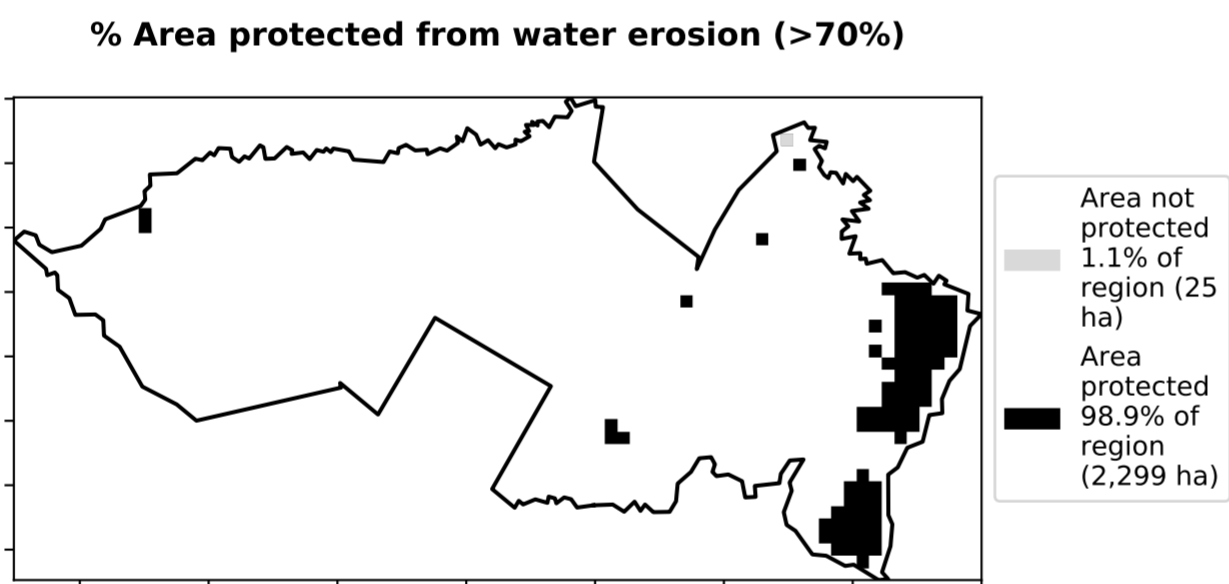 % Area protected from water erosion (>70%)
Area not
protected
1.1% of
region (25
ha)
Area
protected
98.9% of
region
(2,299 ha)